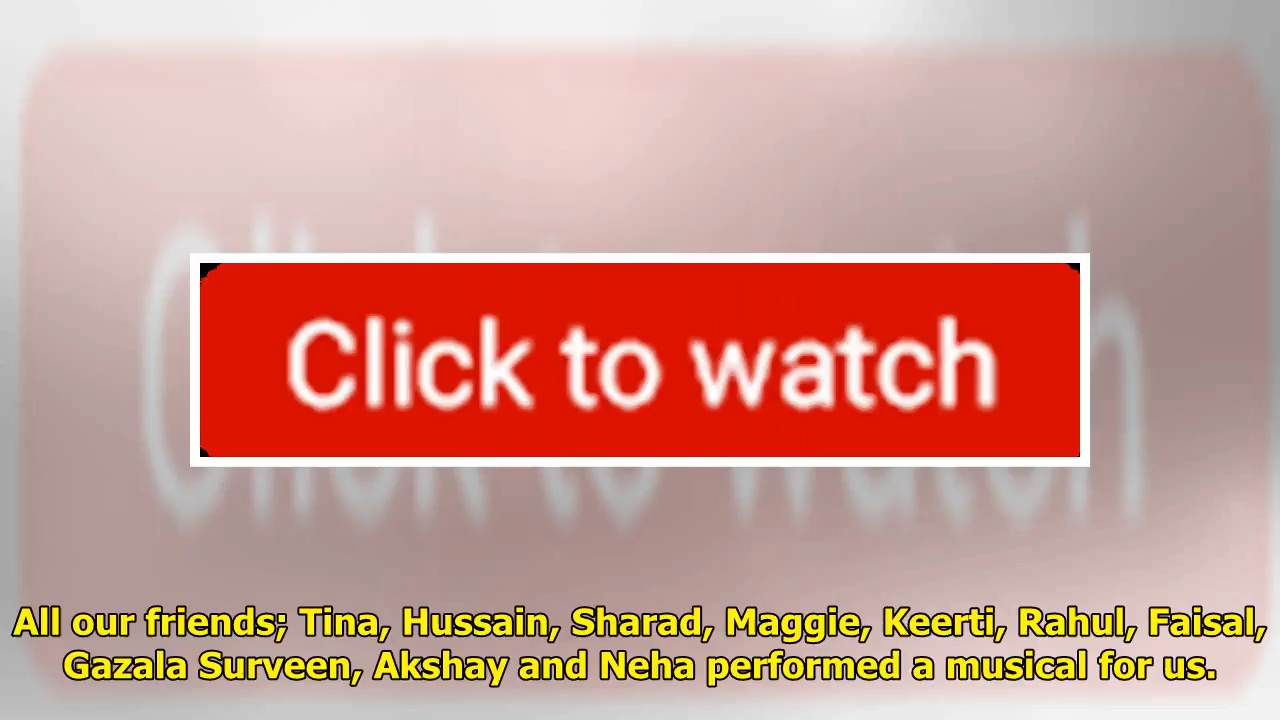 Click to watch
All our friends; Tina, Hussain, Sharad, Maggie, Keerti, Rahul, Faisal,
Gazala Surveen, Akshay and Neha performed a musical for us.